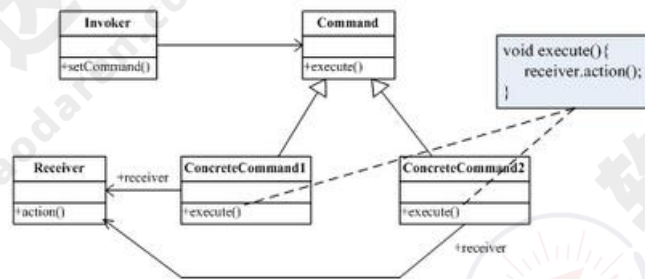 Invoker
+setCommand()
Command
+execute()
void execute(){
receiver.action();
}
Receiver
+action()
+receiver
ConcreteCommand1
+execute()
ConcreteCommand2
+execute()
+receiver